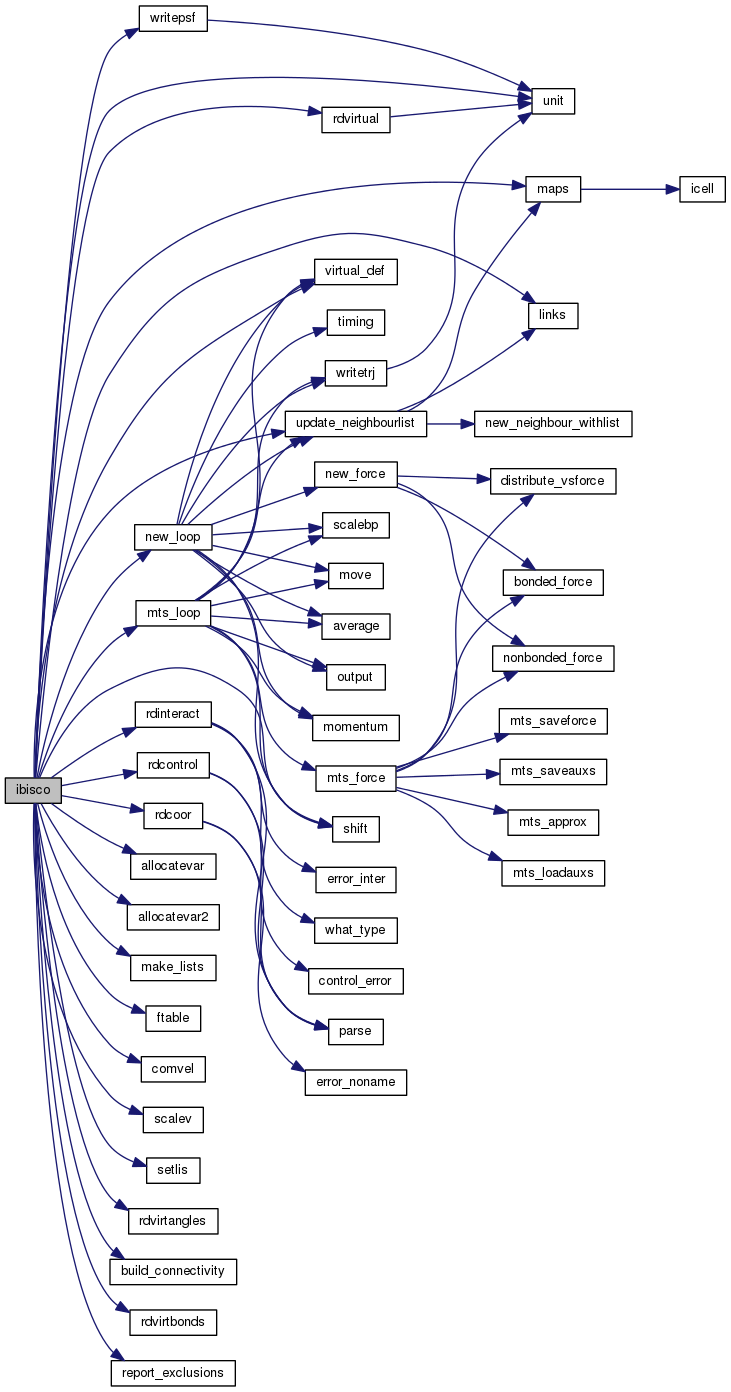 writepsf
unit
rdvirtual
maps
icell
virtual_def
links
timing
writetrj
update_neighbourlist
new_neighbour_withlist
new_force
distribute_vsforce
scalebp
new_loop
move
bonded_force
mts_loop
average
nonbonded_force
output
rdinteract
momentum
mts_saveforce
rdcontrol
mts_force
mts_saveauxs
ibisco
rdcoor
shift
mts_approx
allocatevar
error_inter
mts_loadauxs
allocatevar2
what_type
make_lists
control_error
ftable
parse
comvel
error_noname
scalev
setlis
rdvirtangles
build_connectivity
rdvirtbonds
report_exclusions